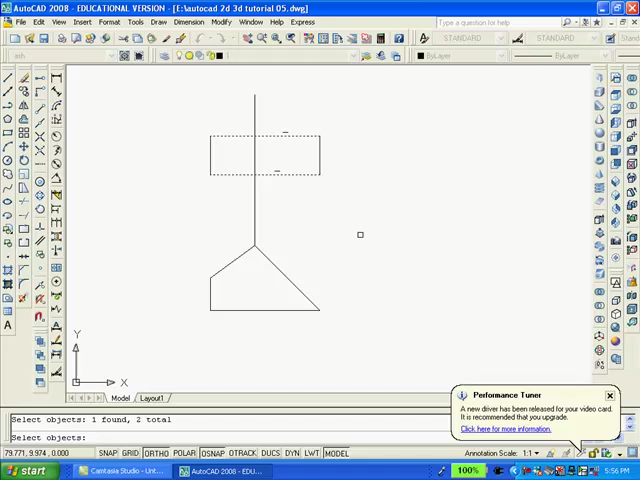 AutoCAD 2008 - EDUCATIONAL VERSION - [E:\autocad 2d 3d tutorial 05.dwg]
File Edit View Insert Format Tools Draw Dimension Modify Window Help Express
Type a question for help
STANDARD
STANDARD
ash
ByLayer
ByLayer
Y
X
Model
Layout1
Performance Tuner
A new driver has been released for your video card.
It is recommended that you upgrade.
Click here for more information.
Select objects: 1 found, 2 total
Select objects:
79.771, 9.974, 0.000
SNAP GRID ORTHO POLAR OSNAP OTRACK DUCS DYN LWT MODEL
Annotation Scale: 1:1
start
Camtasia Studio - Unt...
AutoCAD 2008 - EDU...
100%
5:56 PM